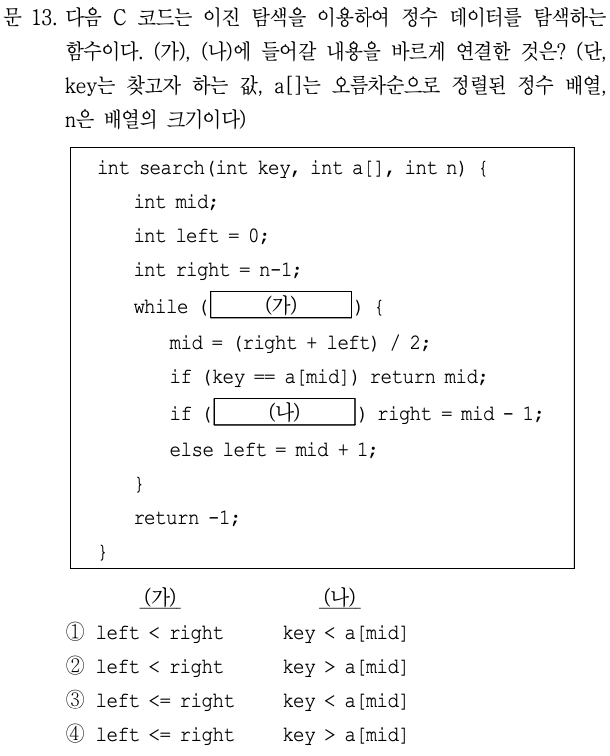 문 13. 다음 C 코드는 이진 탐색을 이용하여 정수 데이터를 탐색하는
함수이다. (가), (나)에 들어갈 내용을 바르게 연결한 것은? (단,
key는 찾고자 하는 값, a[]는 오름차순으로 정렬된 정수 배열,
n은 배열의 크기이다)
int search(int key, int a[], int n) {
int mid;
int left = 0;
int right = n-1;
while ( (가) ) {
mid = (right + left) / 2;
if (key == a[mid]) return mid;
if ( (나) ) right = mid - 1;
else left = mid + 1;
}
return -1;
}
(가) (나)
① left < right key < a[mid]
② left < right key > a[mid]
③ left <= right key < a[mid]
④ left <= right key > a[mid]